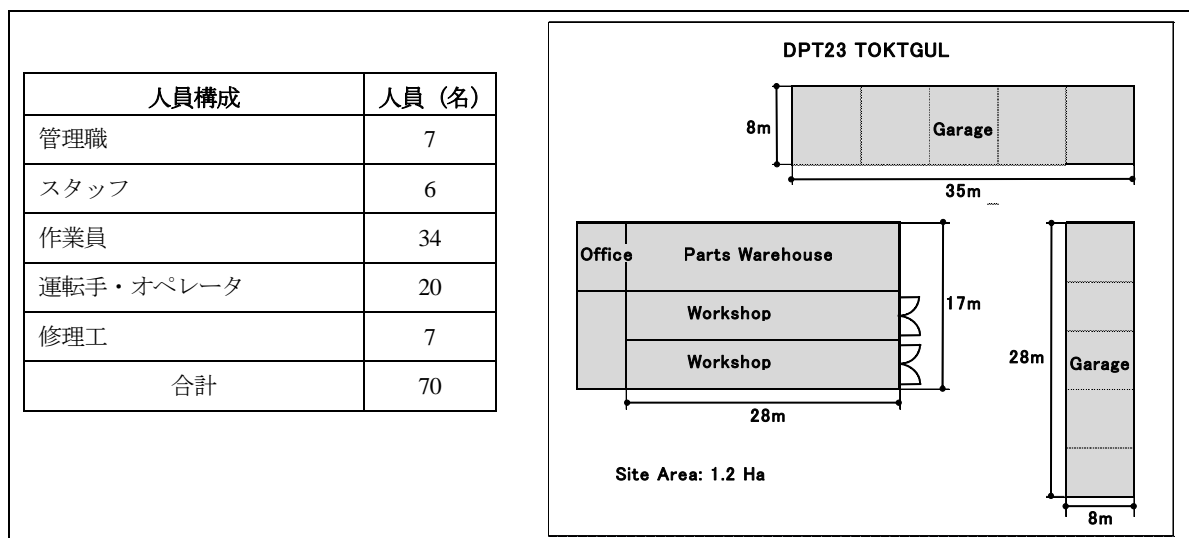 人員構成 人員（名）
管理職 7
スタッフ 6
作業員 34
運転手・オペレータ 20
修理工 7
合計 70
DPT23 TOKTGUL
8m
Garage
35m
Office Parts Warehouse
Workshop
17m
Workshop
28m
28m
Garage
Site Area: 1.2 Ha
8m